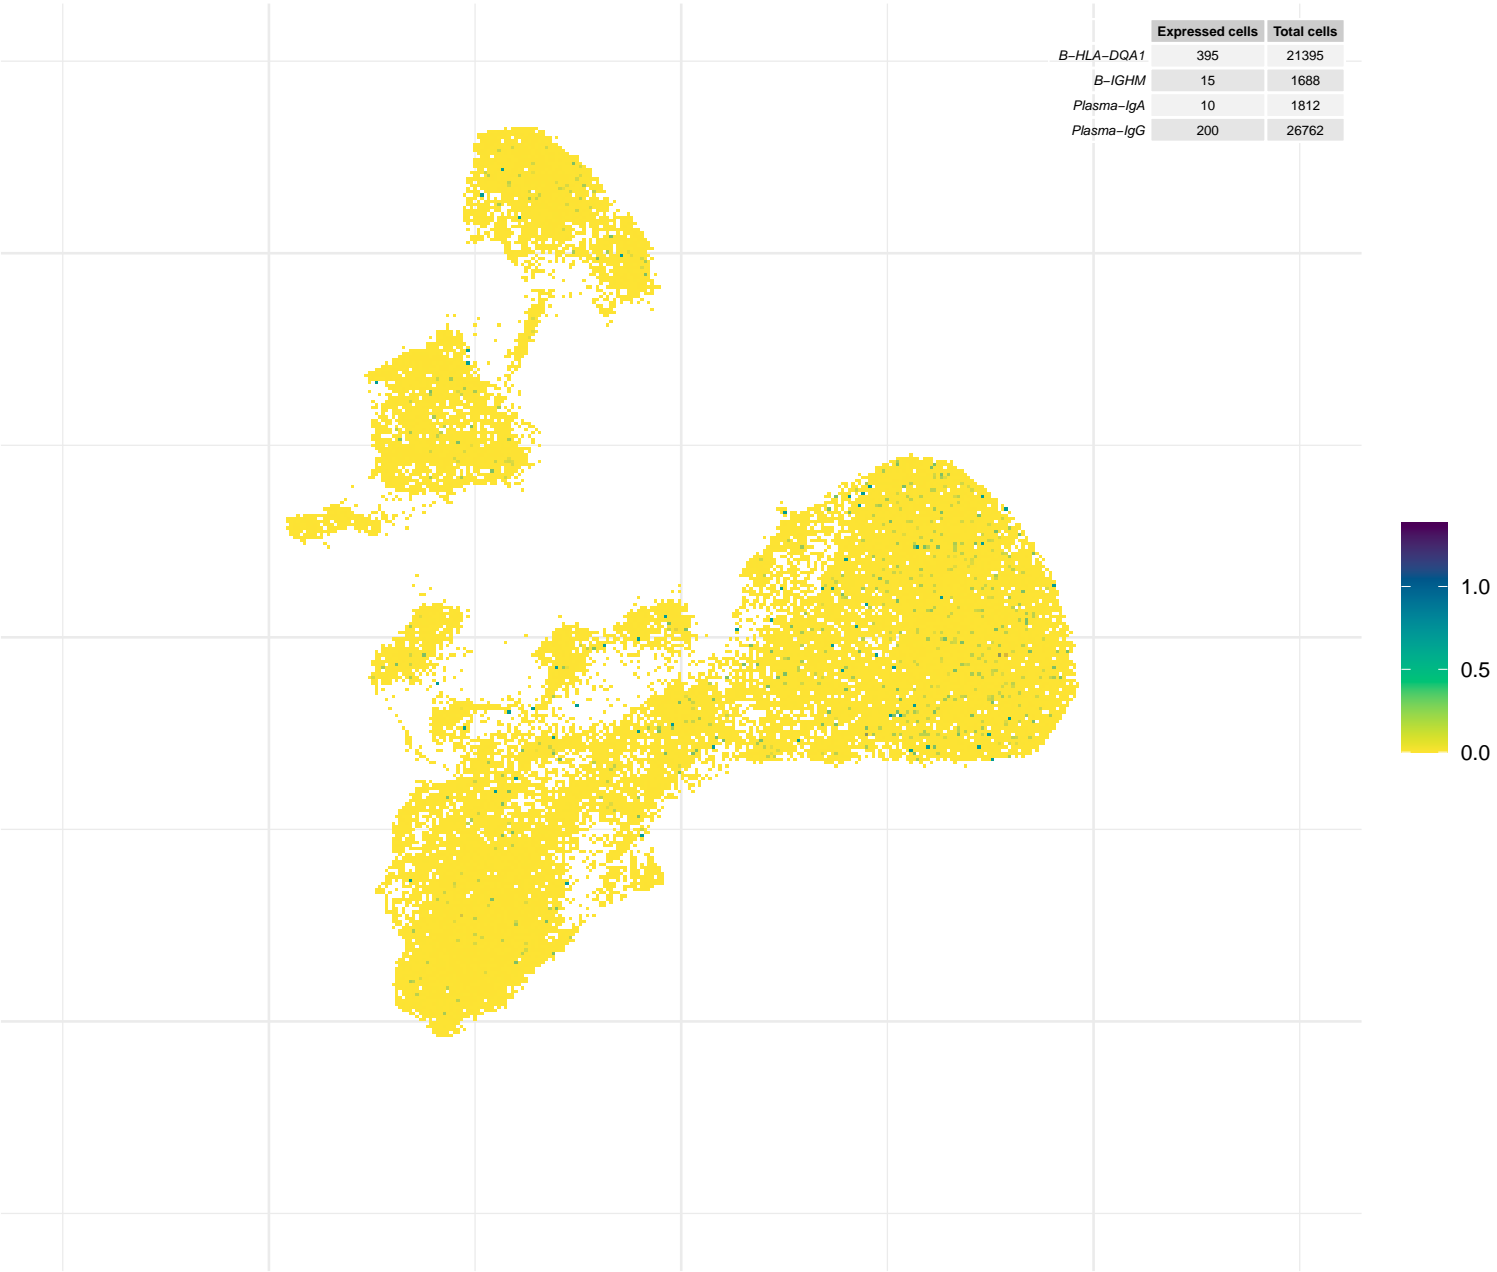 Expressed cells Total cells
B−HLA−DQA1 395 21395
B−IGHM 15 1688
Plasma−IgA 10 1812
Plasma−IgG 200 26762
1.0
0.5
0.0